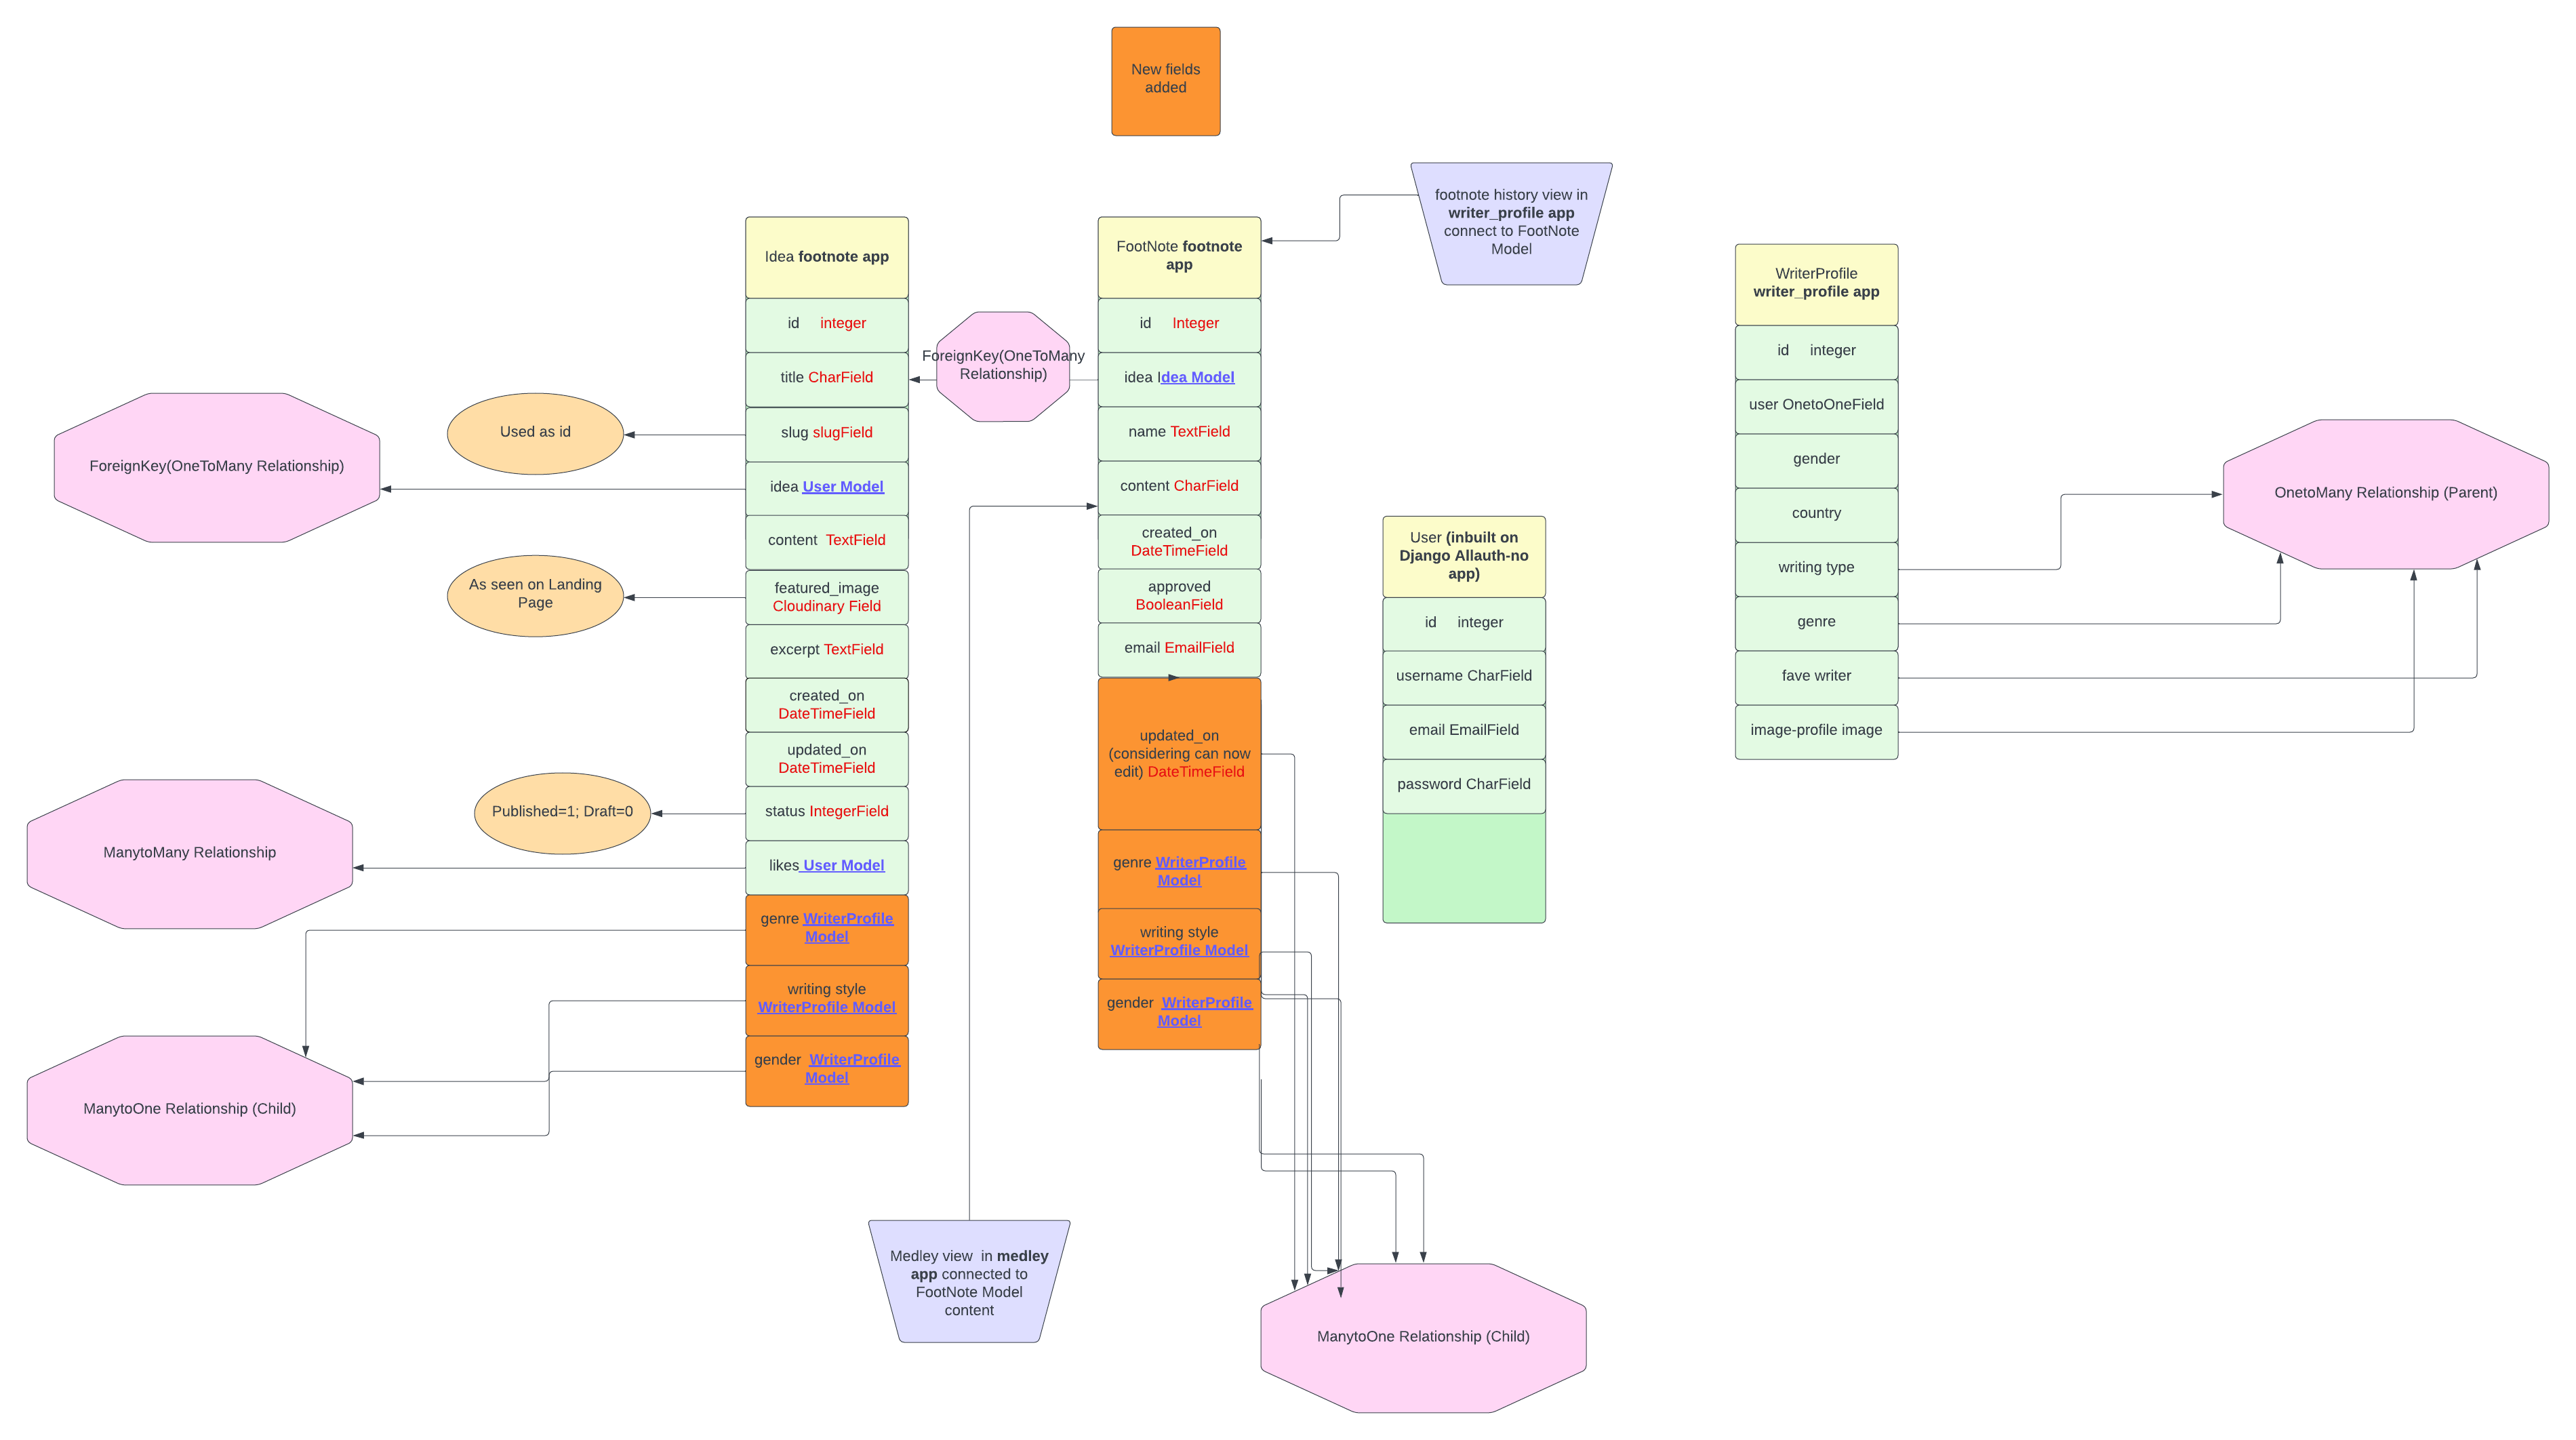 New fields
added
footnote history view in
writer_profile app
connect to FootNote
Model
Idea footnote app
id integer
title CharField
slug slugField
idea User Model
content TextField
featured_image
Cloudinary Field
excerpt TextField
created_on
DateTimeField
updated_on
DateTimeField
status IntegerField
likes User Model
genre WriterProfile
Model
writing style
WriterProfile Model
gender WriterProfile
Model
ForeignKey(OneToMany
Relationship)
FootNote footnote
app
id Integer
idea Idea Model
name TextField
content CharField
created_on
DateTimeField
approved
BooleanField
email EmailField
updated_on
(considering can now
edit) DateTimeField
genre WriterProfile
Model
writing style
WriterProfile Model
gender WriterProfile
Model
User (inbuilt on
Django Allauth-no
app)
id integer
username CharField
email EmailField
password CharField
WriterProfile
writer_profile app
id integer
user OnetoOneField
gender
country
writing type
genre
fave writer
image-profile image
OnetoMany Relationship (Parent)
Used as id
ForeignKey(OneToMany Relationship)
As seen on Landing
Page
Published=1; Draft=0
ManytoMany Relationship
ManytoOne Relationship (Child)
Medley view in medley
app connected to
FootNote Model
content
ManytoOne Relationship (Child)